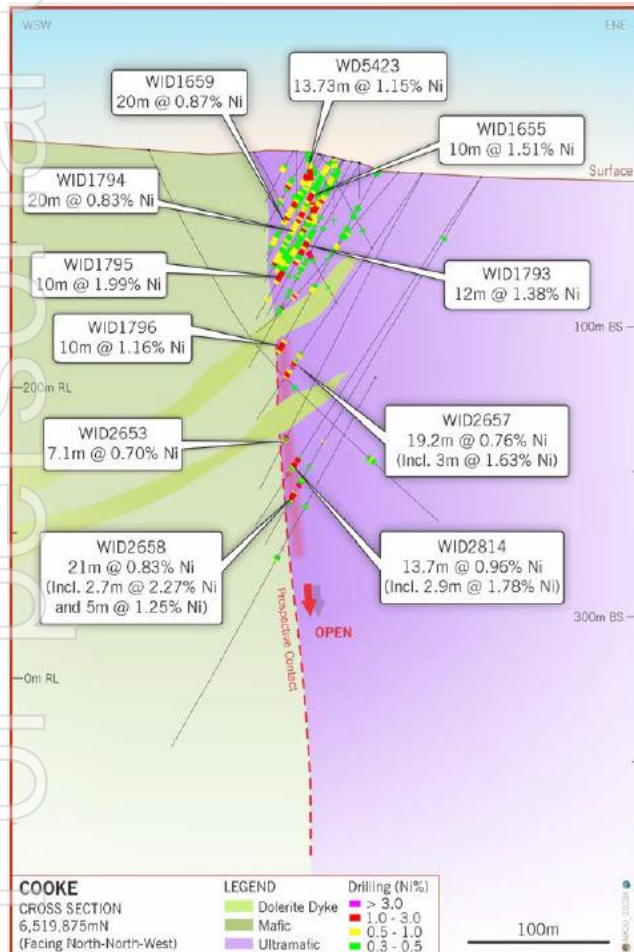 WSW
ENE
WID1659
20m @ 0.87% Ni
WD5423
13.73m @ 1.15% Ni
WID1655
10m @ 1.51% Ni
Surface
WID1794
20m @ 0.83% Ni
WID1795
10m @ 1.99% Ni
WID1793
12m @ 1.38% Ni
WID1796
10m @ 1.16% Ni
100m BS
200m RL
WID2653
7.1m @ 0.70% Ni
WID2657
19.2m @ 0.76% Ni
(Incl. 3m @ 1.63% Ni)
WID2658
21m @ 0.83% Ni
(Incl. 2.7m @ 2.27% Ni
and 5m @ 1.25% Ni)
WID2814
13.7m @ 0.96% Ni
(Incl. 2.9m @ 1.78% Ni)
OPEN
300m BS
Prospective Contact
0m RL
COOKE
CROSS SECTION
6,519,875mN
(Facing North-North-West)
LEGEND
Dolerite Dyke
Mafic
Ultramafic
Drilling (Ni%)
> 3.0
1.0 - 3.0
0.5 - 1.0
0.3 - 0.5
100m